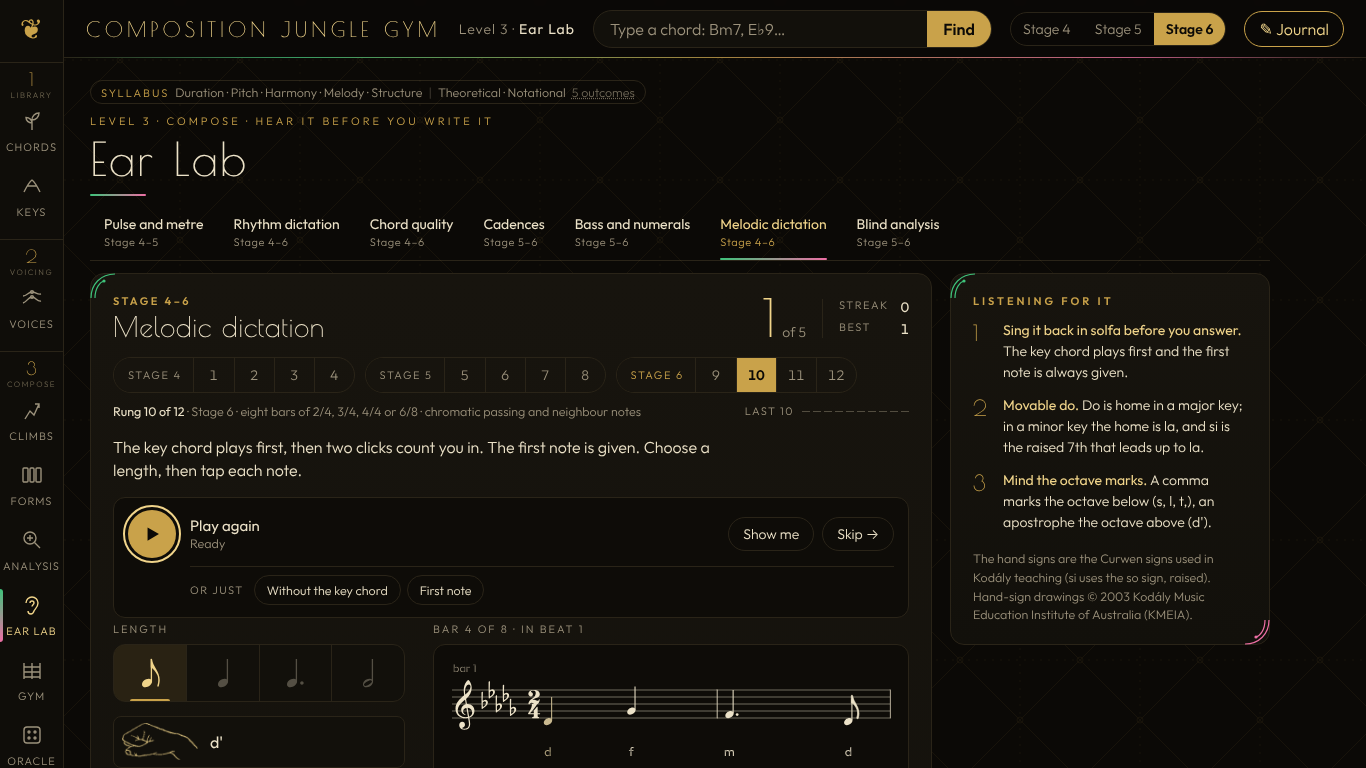 COMPOSITION JUNGLE GYM
Level 3 · Ear Lab
Type a chord: Bm7, E♭9…
Find
Stage 4
Stage 5
Stage 6
✎ Journal
1
LIBRARY
CHORDS
KEYS
2
VOICING
VOICES
3
COMPOSE
CLIMBS
FORMS
ANALYSIS
EAR LAB
GYM
ORACLE
SYLLABUS Duration · Pitch · Harmony · Melody · Structure | Theoretical · Notational 5 outcomes
LEVEL 3 · COMPOSE · HEAR IT BEFORE YOU WRITE IT
Ear Lab
Pulse and metre
Stage 4–5
Rhythm dictation
Stage 4–6
Chord quality
Stage 4–6
Cadences
Stage 5–6
Bass and numerals
Stage 5–6
Melodic dictation
Stage 4–6
Blind analysis
Stage 5–6
STAGE 4–6
Melodic dictation
1 of 5
STREAK 0
BEST 1
STAGE 4 1 2 3 4
STAGE 5 5 6 7 8
STAGE 6 9 10 11 12
Rung 10 of 12 · Stage 6 · eight bars of 2/4, 3/4, 4/4 or 6/8 · chromatic passing and neighbour notes
LAST 10
The key chord plays first, then two clicks count you in. The first note is given. Choose a
length, then tap each note.
Play again
Ready
Show me
Skip →
OR JUST
Without the key chord
First note
LENGTH
d'
BAR 4 OF 8 · IN BEAT 1
bar 1
2
4
d f m d
LISTENING FOR IT
1
Sing it back in solfa before you answer.
The key chord plays first and the first
note is always given.
2
Movable do. Do is home in a major key;
in a minor key the home is la, and si is
the raised 7th that leads up to la.
3
Mind the octave marks. A comma
marks the octave below (s, l, t,), an
apostrophe the octave above (d').
The hand signs are the Curwen signs used in
Kodály teaching (si uses the so sign, raised).
Hand-sign drawings © 2003 Kodály Music
Education Institute of Australia (KMEIA).